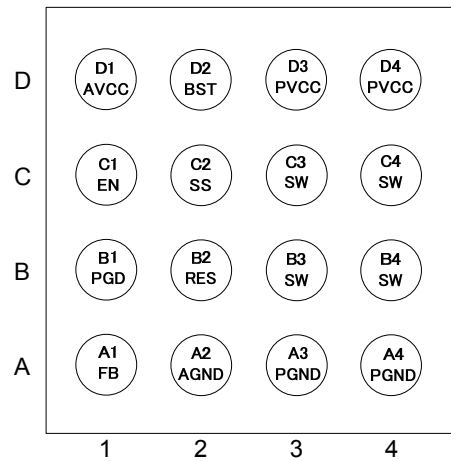 D
D1
AVCC
D2
BST
D3
PVCC
D4
PVCC
C
C1
EN
C2
SS
C3
SW
C4
SW
B
B1
PGD
B2
RES
B3
SW
B4
SW
A
A1
FB
A2
AGND
A3
PGND
A4
PGND
1 2 3 4